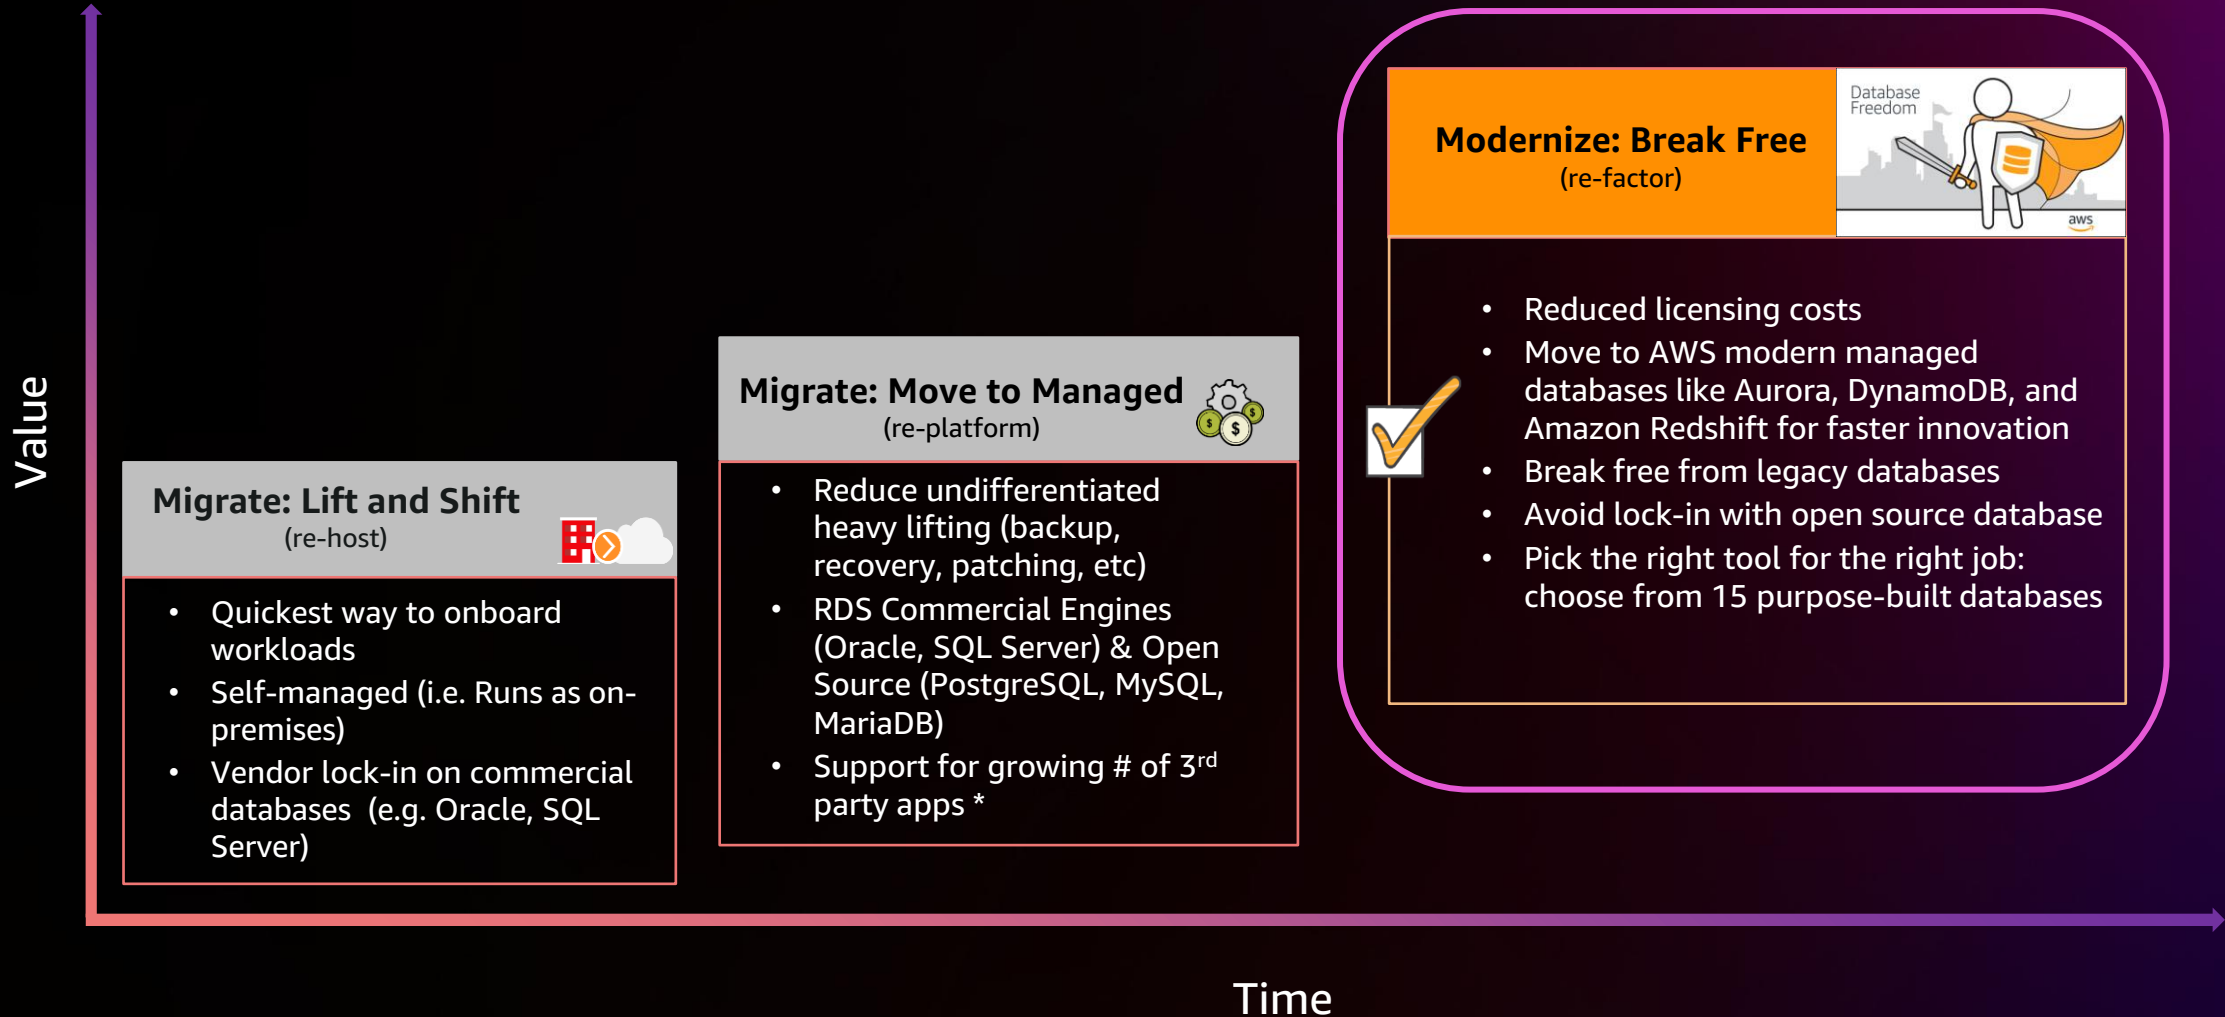 Value
Migrate: Lift and Shift
(re-host)
• Quickest way to onboard
workloads
• Self-managed (i.e. Runs as on-
premises)
• Vendor lock-in on commercial
databases  (e.g. Oracle, SQL
Server)
Migrate: Move to Managed
(re-platform)
$ $ $
• Reduce undifferentiated
heavy lifting (backup,
recovery, patching, etc)
• RDS Commercial Engines
(Oracle, SQL Server) & Open
Source (PostgreSQL, MySQL,
MariaDB)
• Support for growing # of 3rd
party apps *
Modernize: Break Free
(re-factor)
Database
Freedom
aws
• Reduced licensing costs
• Move to AWS modern managed
databases like Aurora, DynamoDB, and
Amazon Redshift for faster innovation
• Break free from legacy databases
• Avoid lock-in with open source database
• Pick the right tool for the right job:
choose from 15 purpose-built databases
Time